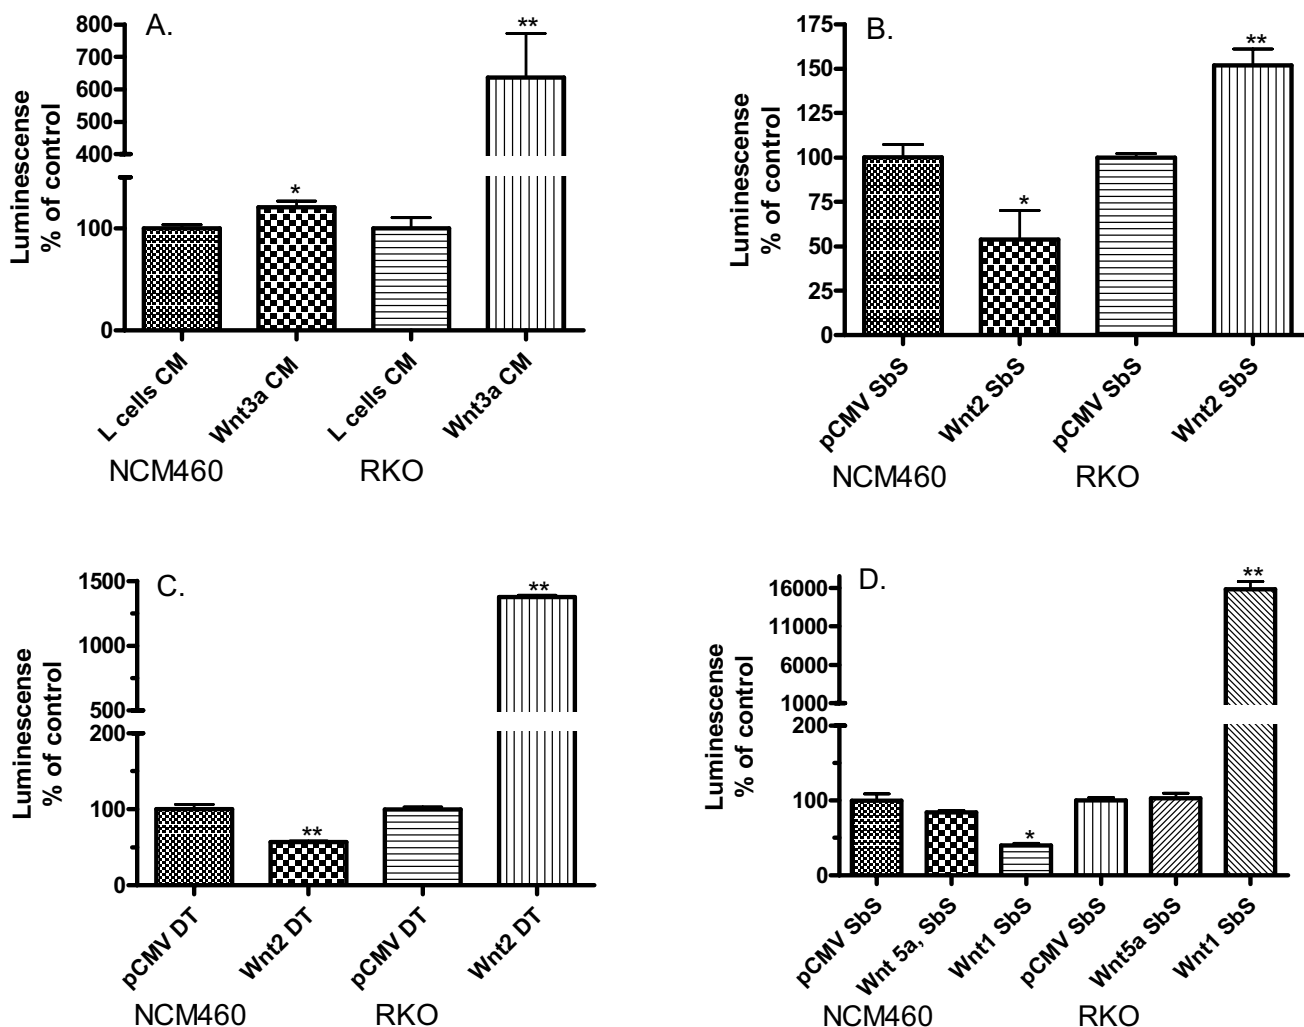 A.
Luminescense
% of control
800
700
600
500
400
100
0
*
**
L cells CM
Wnt3a CM
L cells CM
Wnt3a CM
NCM460
RKO
B.
Luminescense
% of control
175
150
125
100
75
50
25
0
*
**
pCMV SbS
Wnt2 SbS
pCMV SbS
Wnt2 SbS
NCM460
RKO
C.
Luminescense
% of control
1500
1000
500
200
100
0
**
**
pCMV DT
Wnt2 DT
pCMV DT
Wnt2 DT
NCM460
RKO
D.
Luminescense
% of control
16000
11000
6000
1000
200
100
0
*
**
pCMV SbS
Wnt 5a, SbS
Wnt1 SbS
pCMV SbS
Wnt5a SbS
Wnt1 SbS
NCM460
RKO